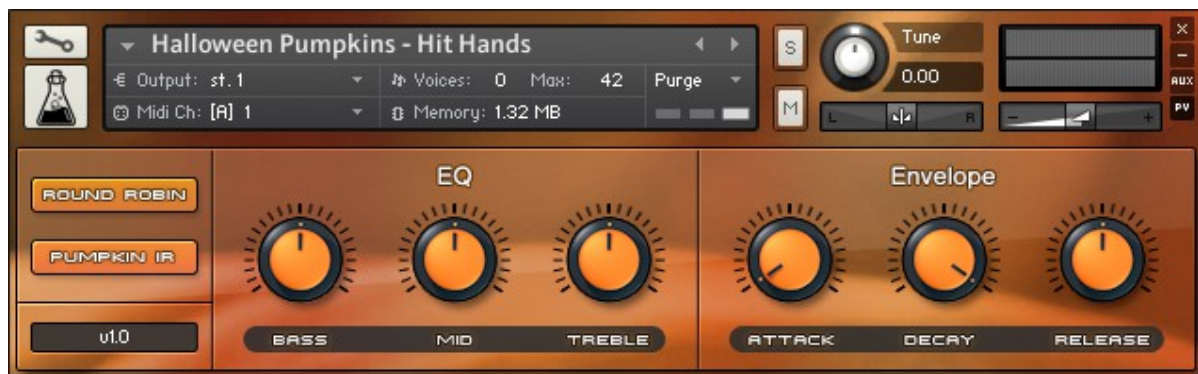 Halloween Pumpkins - Hit Hands
Output: st. 1
Voices: 0 Max: 42
Purge
Midi Ch: [A] 1
Memory: 1.32 MB
S
M
Tune
0.00
L R
- +
×
-
AUX
PV
ROUND ROBIN
PUMPKIN IR
v1.0
EQ
BASS MID TREBLE
Envelope
ATTACK DECAY RELEASE